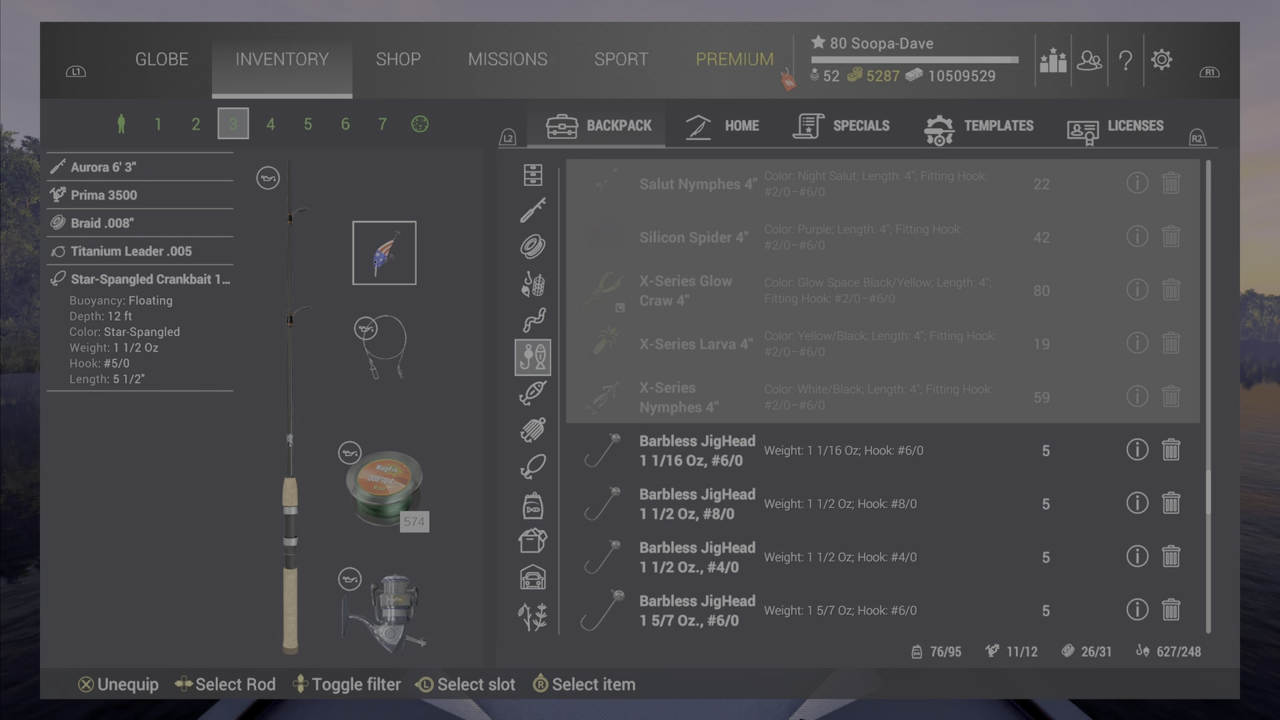 L1
GLOBE
INVENTORY
SHOP
MISSIONS
SPORT
PREMIUM
80 Soopa-Dave
52 5287 10509529
?
R1
1 2 3 4 5 6 7
L2
BACKPACK
HOME
SPECIALS
TEMPLATES
LICENSES
R2
Aurora 6' 3"
Prima 3500
Braid .008"
Titanium Leader .005
Star-Spangled Crankbait 1...
Buoyancy: Floating
Depth: 12 ft
Color: Star-Spangled
Weight: 1 1/2 Oz
Hook: #5/0
Length: 5 1/2"
574
Salut Nymphes 4" Color: Night Salut; Length: 4"; Fitting Hook: 22
#2/0–#6/0
Silicon Spider 4" Color: Purple; Length: 4"; Fitting Hook: 42
#2/0–#6/0
X-Series Glow Color: Glow Space Black/Yellow; Length: 4"; 80
Craw 4" Fitting Hook: #2/0–#6/0
X-Series Larva 4" Color: Yellow/Black; Length: 4"; Fitting Hook: 19
#2/0–#6/0
X-Series Color: White/Black; Length: 4"; Fitting Hook: 59
Nymphes 4" #2/0–#6/0
Barbless JigHead
1 1/16 Oz, #6/0 Weight: 1 1/16 Oz; Hook: #6/0 5
Barbless JigHead
1 1/2 Oz, #8/0 Weight: 1 1/2 Oz; Hook: #8/0 5
Barbless JigHead
1 1/2 Oz., #4/0 Weight: 1 1/2 Oz; Hook: #4/0 5
Barbless JigHead
1 5/7 Oz., #6/0 Weight: 1 5/7 Oz; Hook: #6/0 5
76/95 11/12 26/31 627/248
Unequip Select Rod Toggle filter L Select slot R Select item